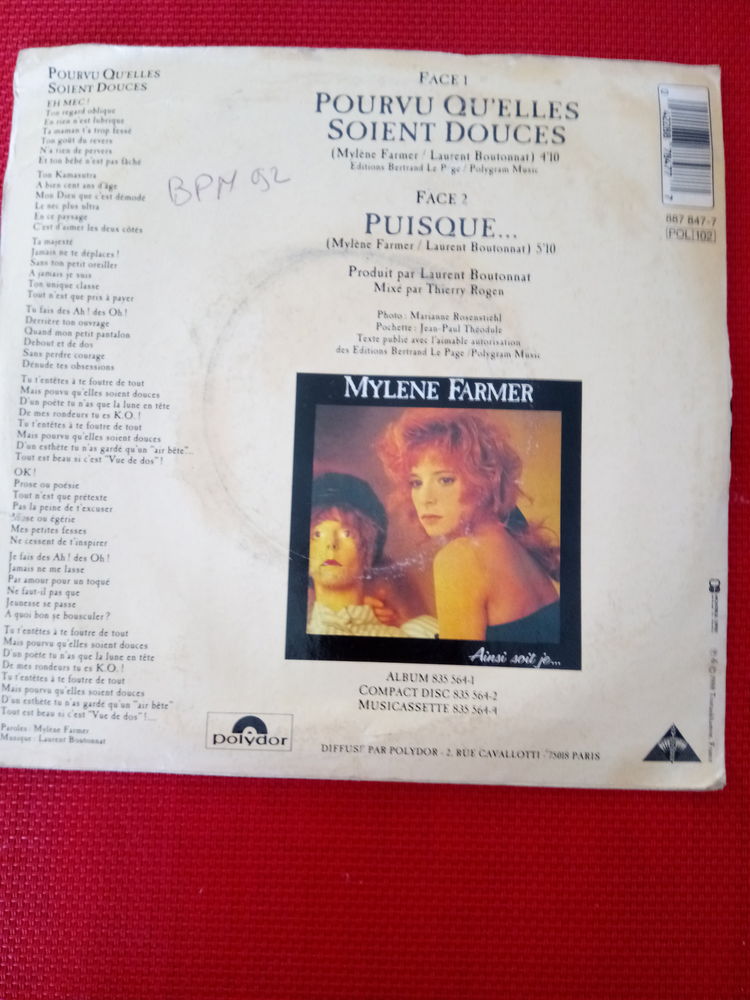 POURVU QU'ELLES
SOIENT DOUCES
EH MEC !
Ton regard oblique
En rien n'est lubrique
Ta maman t'a trop fessé
Ton goût du revers
N'a rien de pervers
Et ton bébé n'est pas fâché
Ton Kamasutra
A bien cent ans d'âge
Mon Dieu que c'est démodé
Le nec plus ultra
En ce paysage
C'est d'aimer les deux côtés
Ta majesté
Jamais ne te déplaces !
Sans ton petit oreiller
A jamais je suis
Ton unique classe
Tout n'est que prix à payer
Tu fais des Ah ! des Oh !
Derrière ton ouvrage
Quand mon petit pantalon
Debout et de dos
Sans perdre courage
Dénude tes obsessions
Tu t'entêtes à te foutre de tout
Mais pouvu qu'elles soient douces
D'un poète tu n'as que la lune en tête
De mes rondeurs tu es K.O. !
Tu t'entêtes à te foutre de tout
Mais pourvu qu'elles soient douces
D'un esthète tu n'as gardé qu'un "air bête"...
Tout est beau si c'est "Vue de dos" !
OK !
Prose ou poésie
Tout n'est que prétexte
Pas la peine de t'excuser
Muse ou égérie
Mes petites fesses
Ne cessent de t'inspirer
Je fais des Ah ! des Oh !
Jamais ne me lasse
Par amour pour un toqué
Ne faut-il pas que
Jeunesse se passe
A quoi bon se bousculer ?
Tu t'entêtes à te foutre de tout
Mais pourvu qu'elles soient douces
D'un poète tu n'as que la lune en tête
De mes rondeurs tu es K.O. !
Tu t'entêtes à te foutre de tout
Mais pourvu qu'elles soient douces
D'un esthète tu n'as gardé qu'un "air bête"
Tout est beau si c'est "Vue de dos" !....
Paroles : Mylène Farmer
Musique : Laurent Boutonnat
BPM 92
FACE 1
POURVU QU'ELLES
SOIENT DOUCES
(Mylène Farmer / Laurent Boutonnat) 4'10
Editions Bertrand Le Page / Polygram Music
FACE 2
PUISQUE...
(Mylène Farmer / Laurent Boutonnat) 5'10
Produit par Laurent Boutonnat
Mixé par Thierry Rogen
Photo : Marianne Rosenstiehl
Pochette : Jean-Paul Théodule
Texte publié avec l'aimable autorisation
des Editions Bertrand Le Page / Polygram Music
MYLENE FARMER
Ainsi soit je...
ALBUM 835 564-1
COMPACT DISC 835 564-2
MUSICASSETTE 835 564-4
polydor
DIFFUSÉ PAR POLYDOR - 2, RUE CAVALLOTTI - 75018 PARIS
887 847-7
POL 102